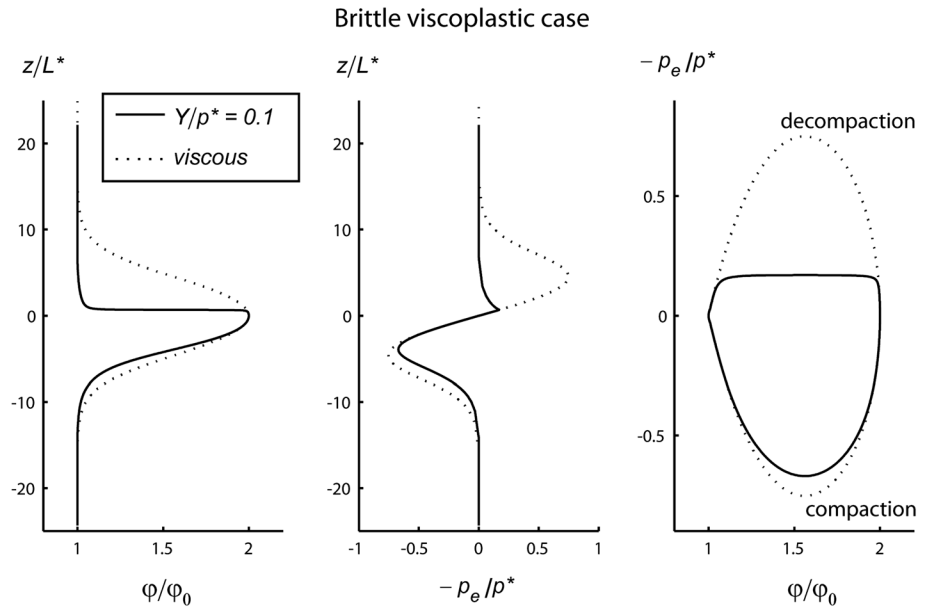 Brittle viscoplastic case
z/L*
20
10
0
-10
-20
1
1.5
2
φ/φ0
Y/p* = 0.1
viscous
z/L*
20
10
0
-10
-20
-1
-0.5
0
0.5
1
– pe/p*
– pe/p*
0.5
0
-0.5
1
1.5
2
φ/φ0
decompaction
compaction